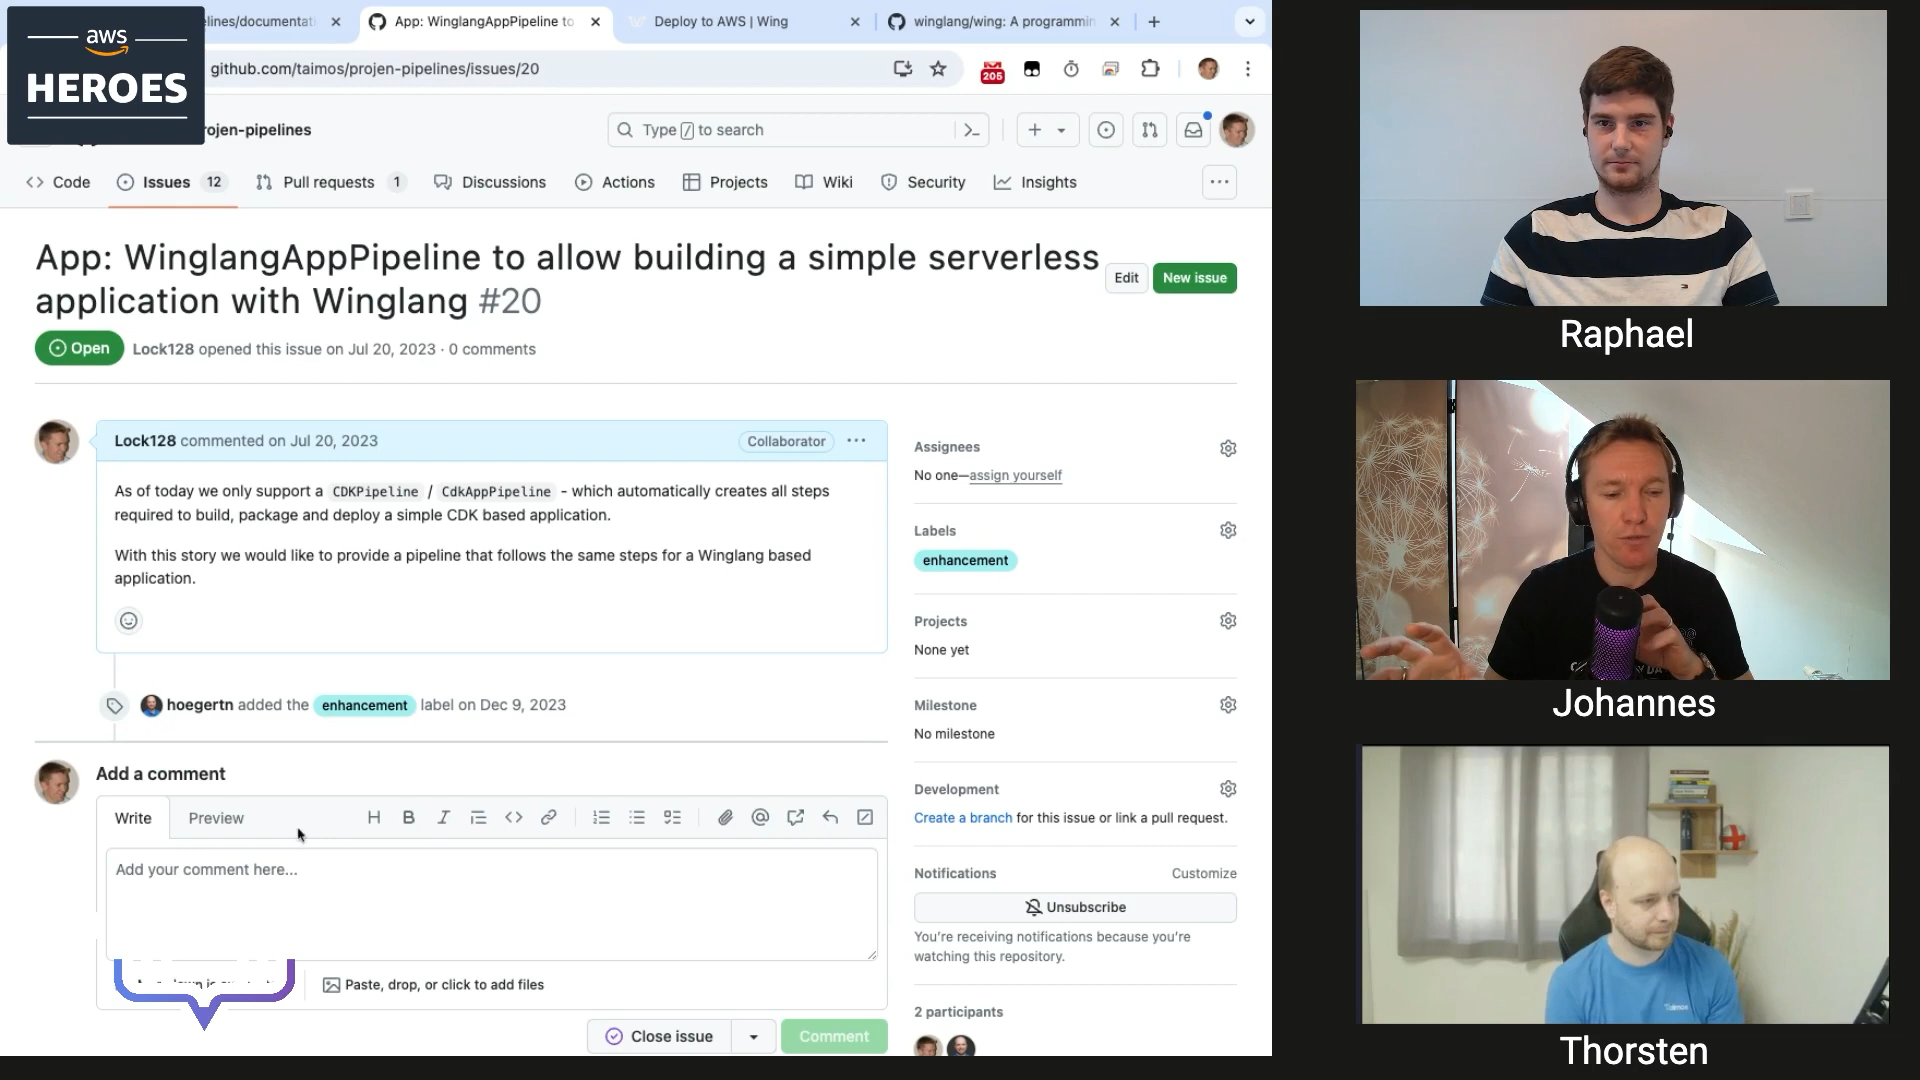 aws
HEROES
elines/documentati
App: WinglangAppPipeline to
Deploy to AWS | Wing
winglang/wing: A programmin
github.com/taimos/projen-pipelines/issues/20
205
rojen-pipelines
Type / to search
Code
Issues 12
Pull requests 1
Discussions
Actions
Projects
Wiki
Security
Insights
App: WinglangAppPipeline to allow building a simple serverless
application with Winglang #20
Edit
New issue
Open
Lock128 opened this issue on Jul 20, 2023 · 0 comments
Lock128 commented on Jul 20, 2023
Collaborator
As of today we only support a CDKPipeline / CdkAppPipeline - which automatically creates all steps
required to build, package and deploy a simple CDK based application.
With this story we would like to provide a pipeline that follows the same steps for a Winglang based
application.
hoegertn added the enhancement label on Dec 9, 2023
Add a comment
Write
Preview
Add your comment here...
Paste, drop, or click to add files
Close issue
Comment
Assignees
No one—assign yourself
Labels
enhancement
Projects
None yet
Milestone
No milestone
Development
Create a branch for this issue or link a pull request.
Notifications
Customize
Unsubscribe
You're receiving notifications because you're
watching this repository.
2 participants
Raphael
Johannes
Thorsten